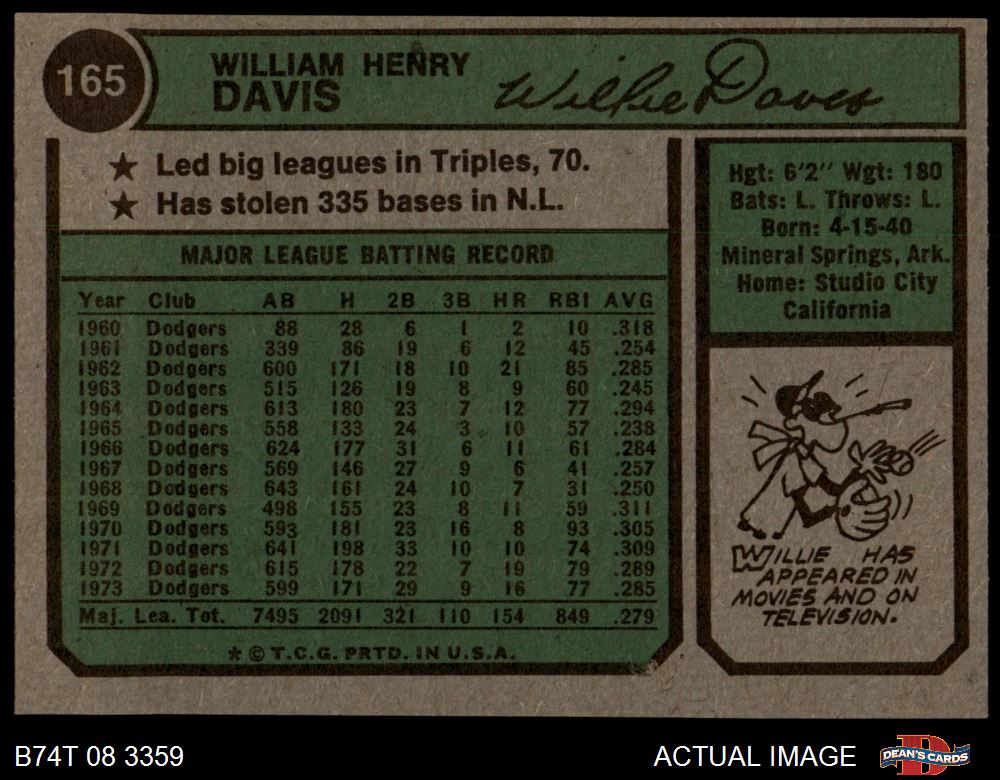 165
WILLIAM HENRY
DAVIS
Willie Davis
★ Led big leagues in Triples, 70.
★ Has stolen 335 bases in N.L.
MAJOR LEAGUE BATTING RECORD
Year Club AB H 2B 3B HR RBI AVG
1960 Dodgers 88 28 6 1 2 10 .318
1961 Dodgers 339 86 19 6 12 45 .254
1962 Dodgers 600 171 18 10 21 85 .285
1963 Dodgers 515 126 19 8 9 60 .245
1964 Dodgers 613 180 23 7 12 77 .294
1965 Dodgers 558 133 24 3 10 57 .238
1966 Dodgers 624 177 31 6 11 61 .284
1967 Dodgers 569 146 27 9 6 41 .257
1968 Dodgers 643 161 24 10 7 31 .250
1969 Dodgers 498 155 23 8 11 59 .311
1970 Dodgers 593 181 23 16 8 93 .305
1971 Dodgers 641 198 33 10 10 74 .309
1972 Dodgers 615 178 22 7 19 79 .289
1973 Dodgers 599 171 29 9 16 77 .285
Maj. Lea. Tot. 7495 2091 321 110 154 849 .279
* © T.C.G. PRTD. IN U.S.A.
Hgt: 6'2" Wgt: 180
Bats: L. Throws: L.
Born: 4-15-40
Mineral Springs, Ark.
Home: Studio City
California
WILLIE HAS
APPEARED IN
MOVIES AND ON
TELEVISION.
B74T 08 3359
ACTUAL IMAGE
DEAN'S CARDS